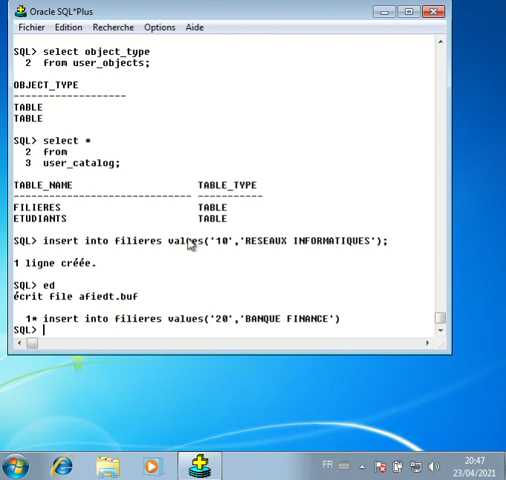 Oracle SQL*Plus
Fichier Edition Recherche Options Aide
SQL> select object_type
2 from user_objects;
OBJECT_TYPE
-------------------
TABLE
TABLE
SQL> select *
2 from
3 user_catalog;
TABLE_NAME TABLE_TYPE
------------------------------ -----------
FILIERES TABLE
ETUDIANTS TABLE
SQL> insert into filieres values('10','RESEAUX INFORMATIQUES');
1 ligne créée.
SQL> ed
écrit file afiedt.buf
1* insert into filieres values('20','BANQUE FINANCE')
SQL>
FR
20:47
23/04/2021